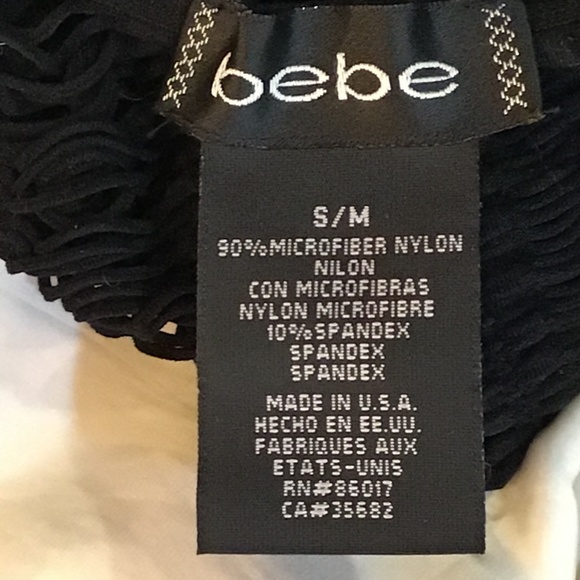 bebe
S/M
90%MICROFIBER NYLON
NILON
CON MICROFIBRAS
NYLON MICROFIBRE
10%SPANDEX
SPANDEX
SPANDEX
MADE IN U.S.A.
HECHO EN EE.UU.
FABRIQUES AUX
ETATS-UNIS
RN#86017
CA#35682